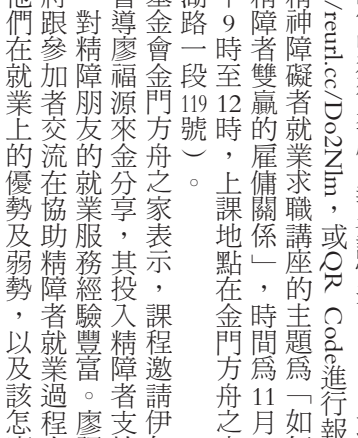 /reurl.cc/Do2Nlm，或QR Code進行報
精神障礙者就業求職講座的主題爲「如
精障者雙贏的雇傭關係」，時間爲11月
午9時至12時，上課地點在金門方舟之
湖路一段119號）。
基金會金門方舟之家表示，課程邀請伊
會導廖福源來金分享，其投入精障者支
對精障朋友的就業服務經驗豐富。廖
將跟參加者交流在協助精障者就業過程
他們在就業上的優勢及弱勢，以及該怎